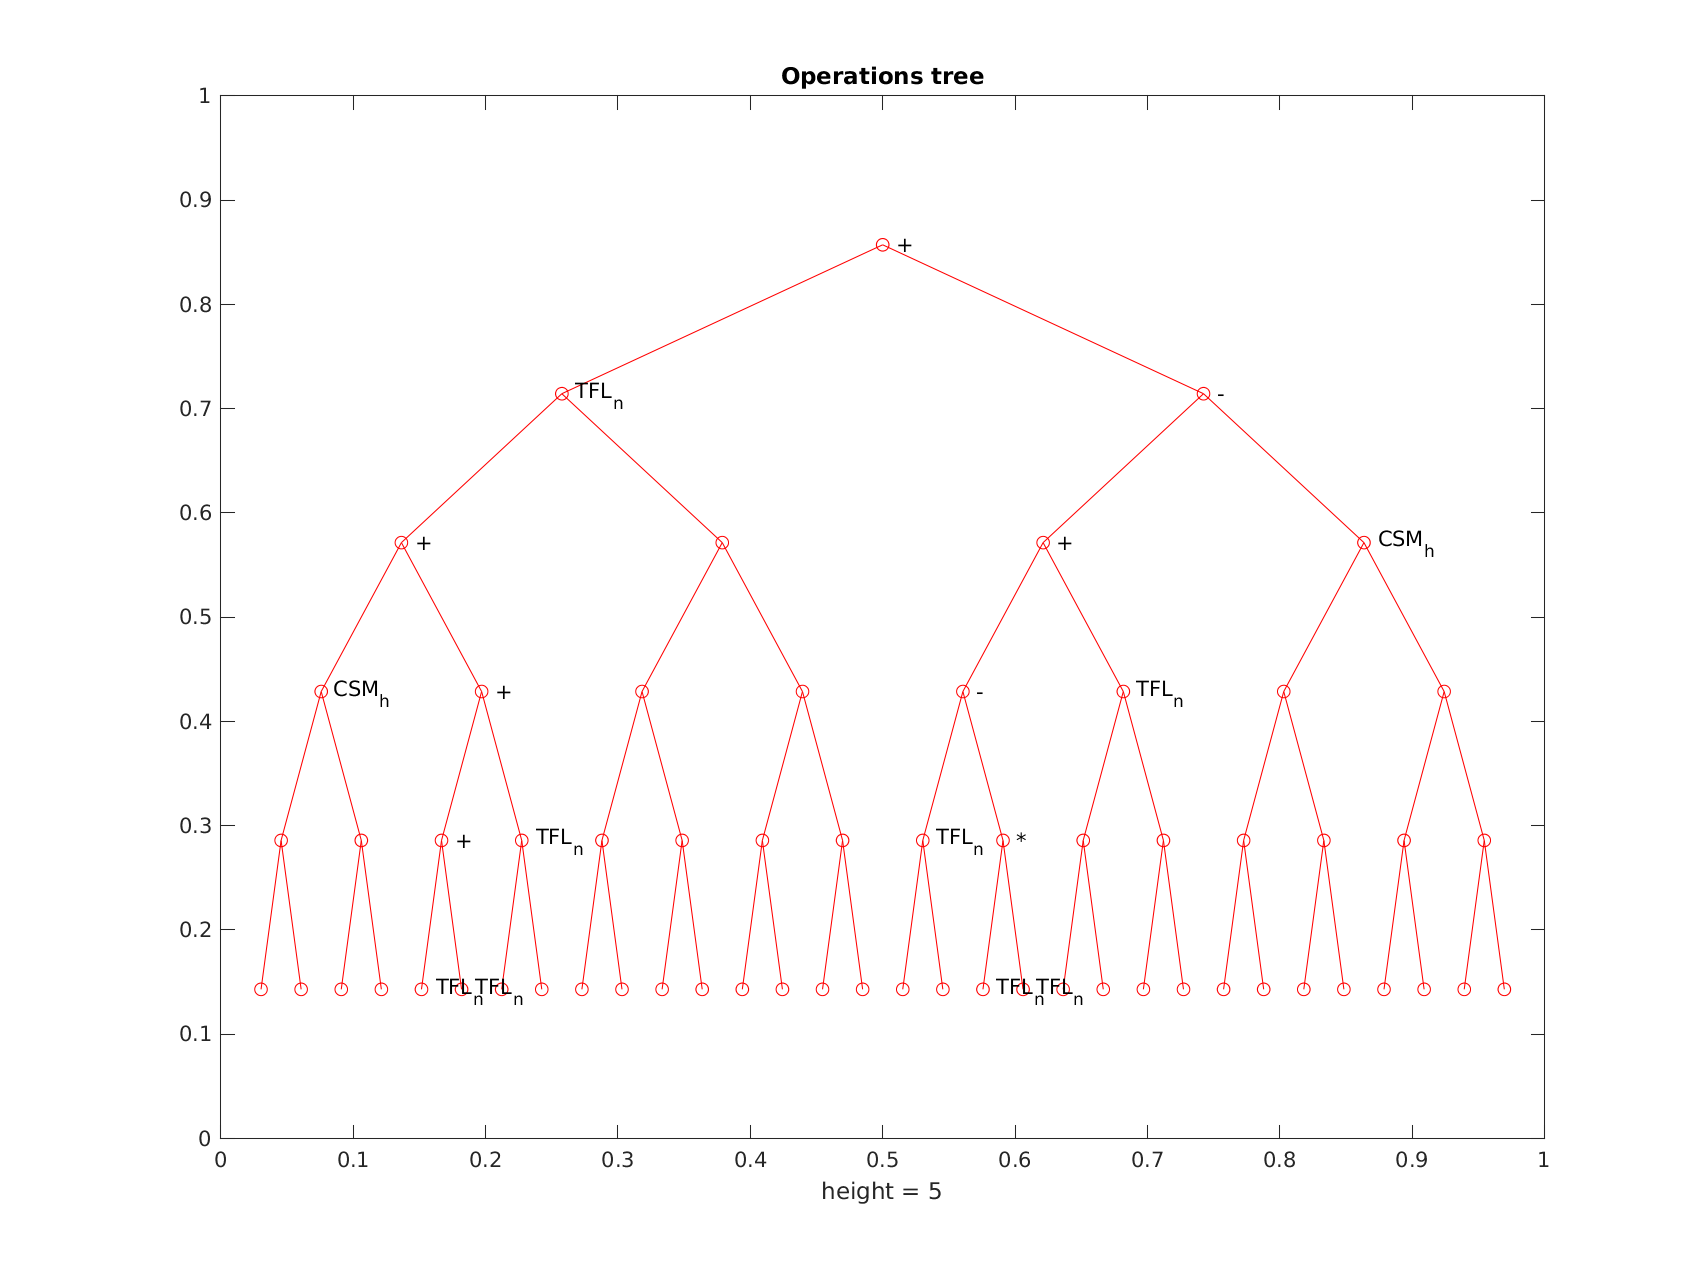 Operations tree
1
0.9
+
0.8
TFLn -
0.7
0.6
+ + CSMh
0.5
CSMh + - TFLn
0.4
0.3
+ TFLn TFLn *
0.2
TFLn TFLn TFLn TFLn
0.1
0
0 0.1 0.2 0.3 0.4 0.5 0.6 0.7 0.8 0.9 1
height = 5